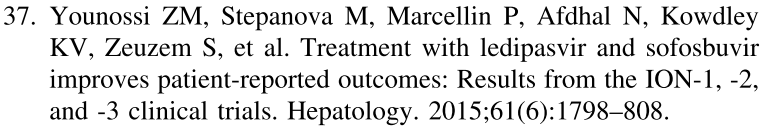 37. Younossi ZM, Stepanova M, Marcellin P, Afdhal N, Kowdley
KV, Zeuzem S, et al. Treatment with ledipasvir and sofosbuvir
improves patient-reported outcomes: Results from the ION-1, -2,
and -3 clinical trials. Hepatology. 2015;61(6):1798–808.